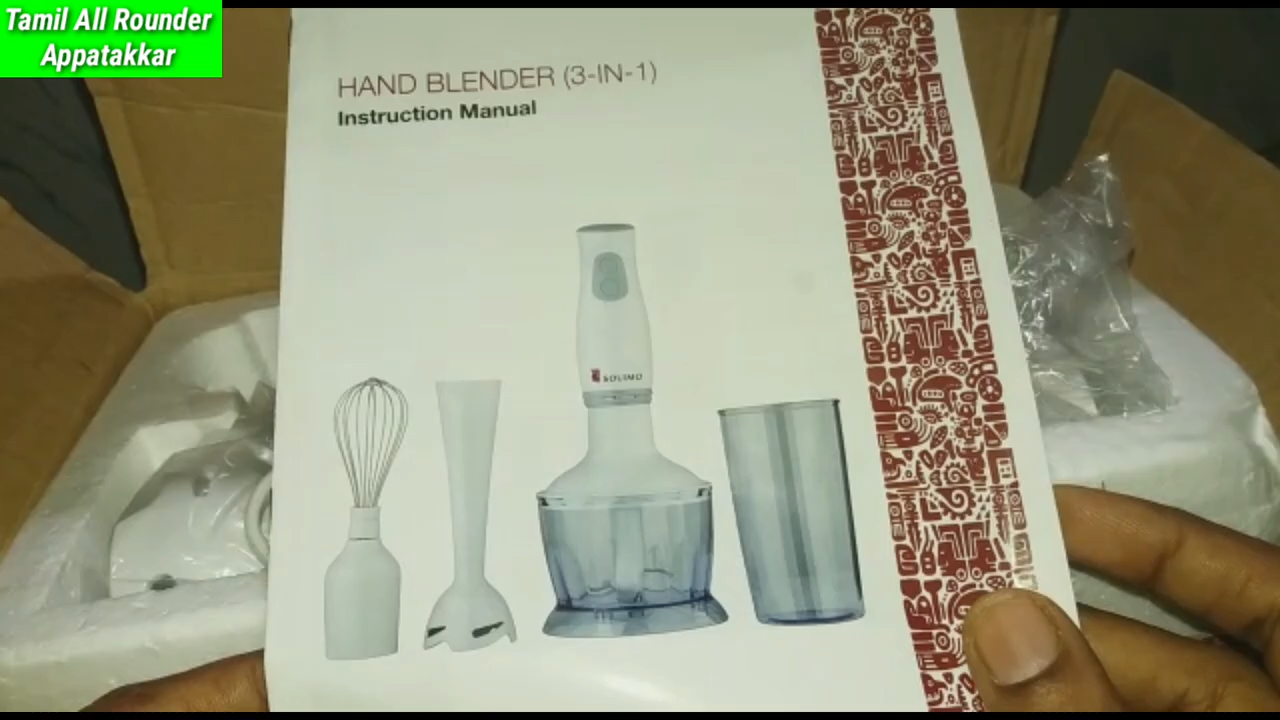 Tamil All Rounder
Appatakkar
HAND BLENDER (3-IN-1)
Instruction Manual
SOLIMO